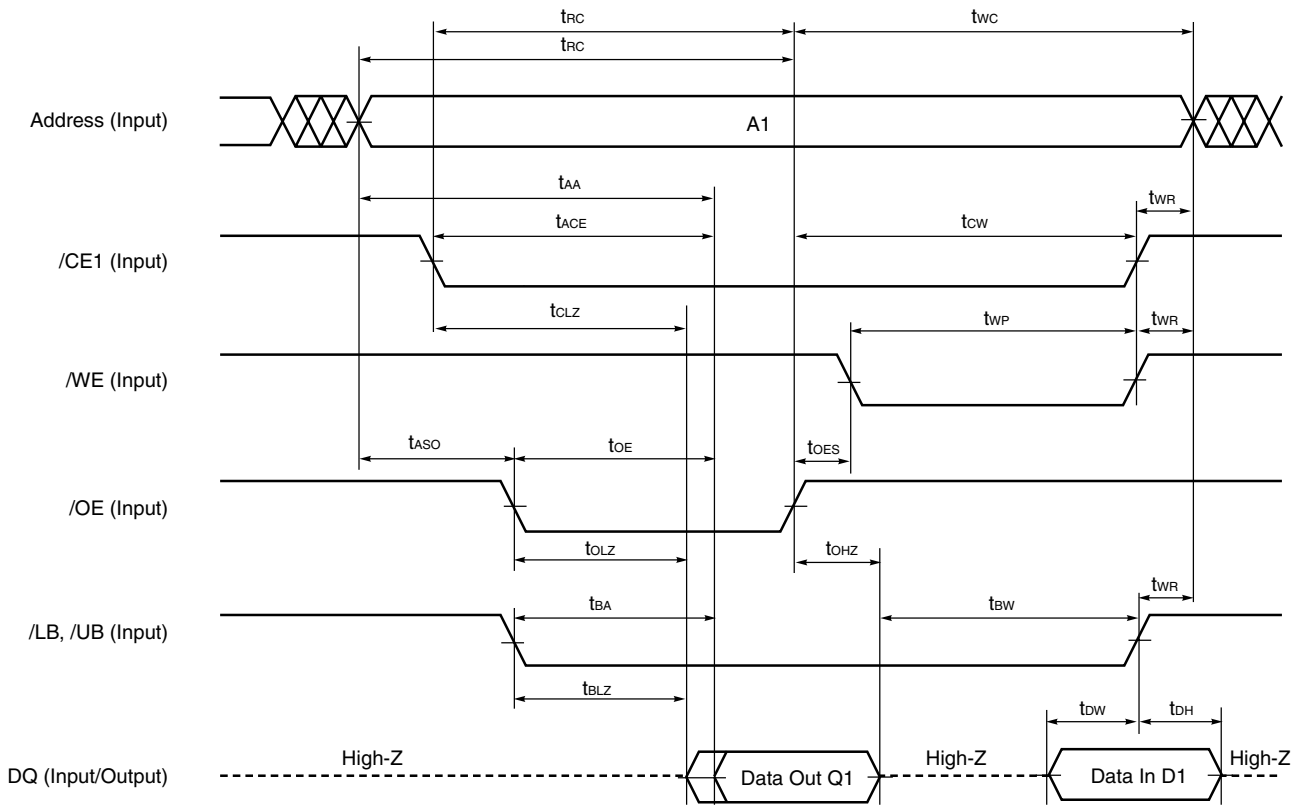 tRC tWC
tRC
Address (Input) A1
tAA tWR
tACE tCW
/CE1 (Input)
tCLZ tWP tWR
/WE (Input)
tASO tOE tOES
/OE (Input)
tOLZ tOHZ
tBA tBW tWR
/LB, /UB (Input)
tBLZ tDW tDH
High-Z High-Z High-Z
DQ (Input/Output) Data Out Q1 Data In D1